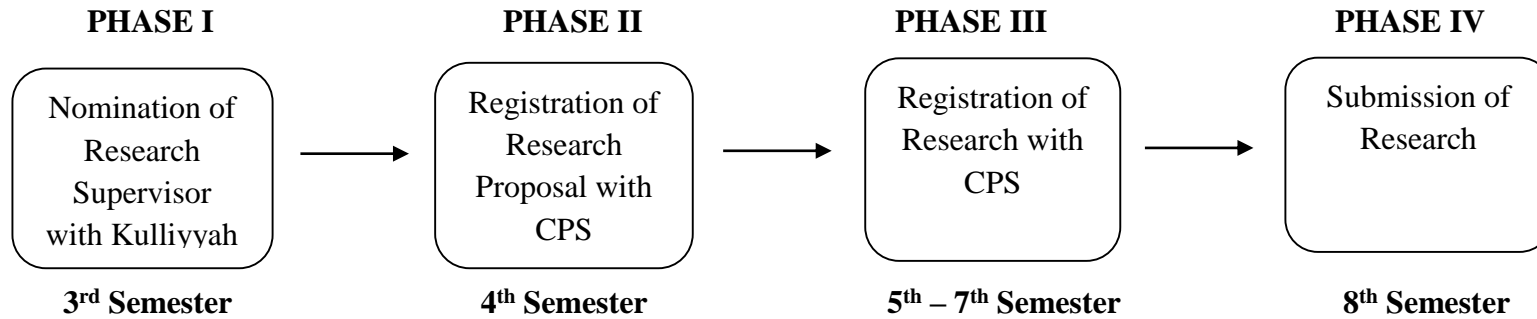 PHASE I
Nomination of
Research
Supervisor
with Kulliyyah
3rd Semester
PHASE II
Registration of
Research
Proposal with
CPS
4th Semester
PHASE III
Registration of
Research with
CPS
5th – 7th Semester
PHASE IV
Submission of
Research
8th Semester